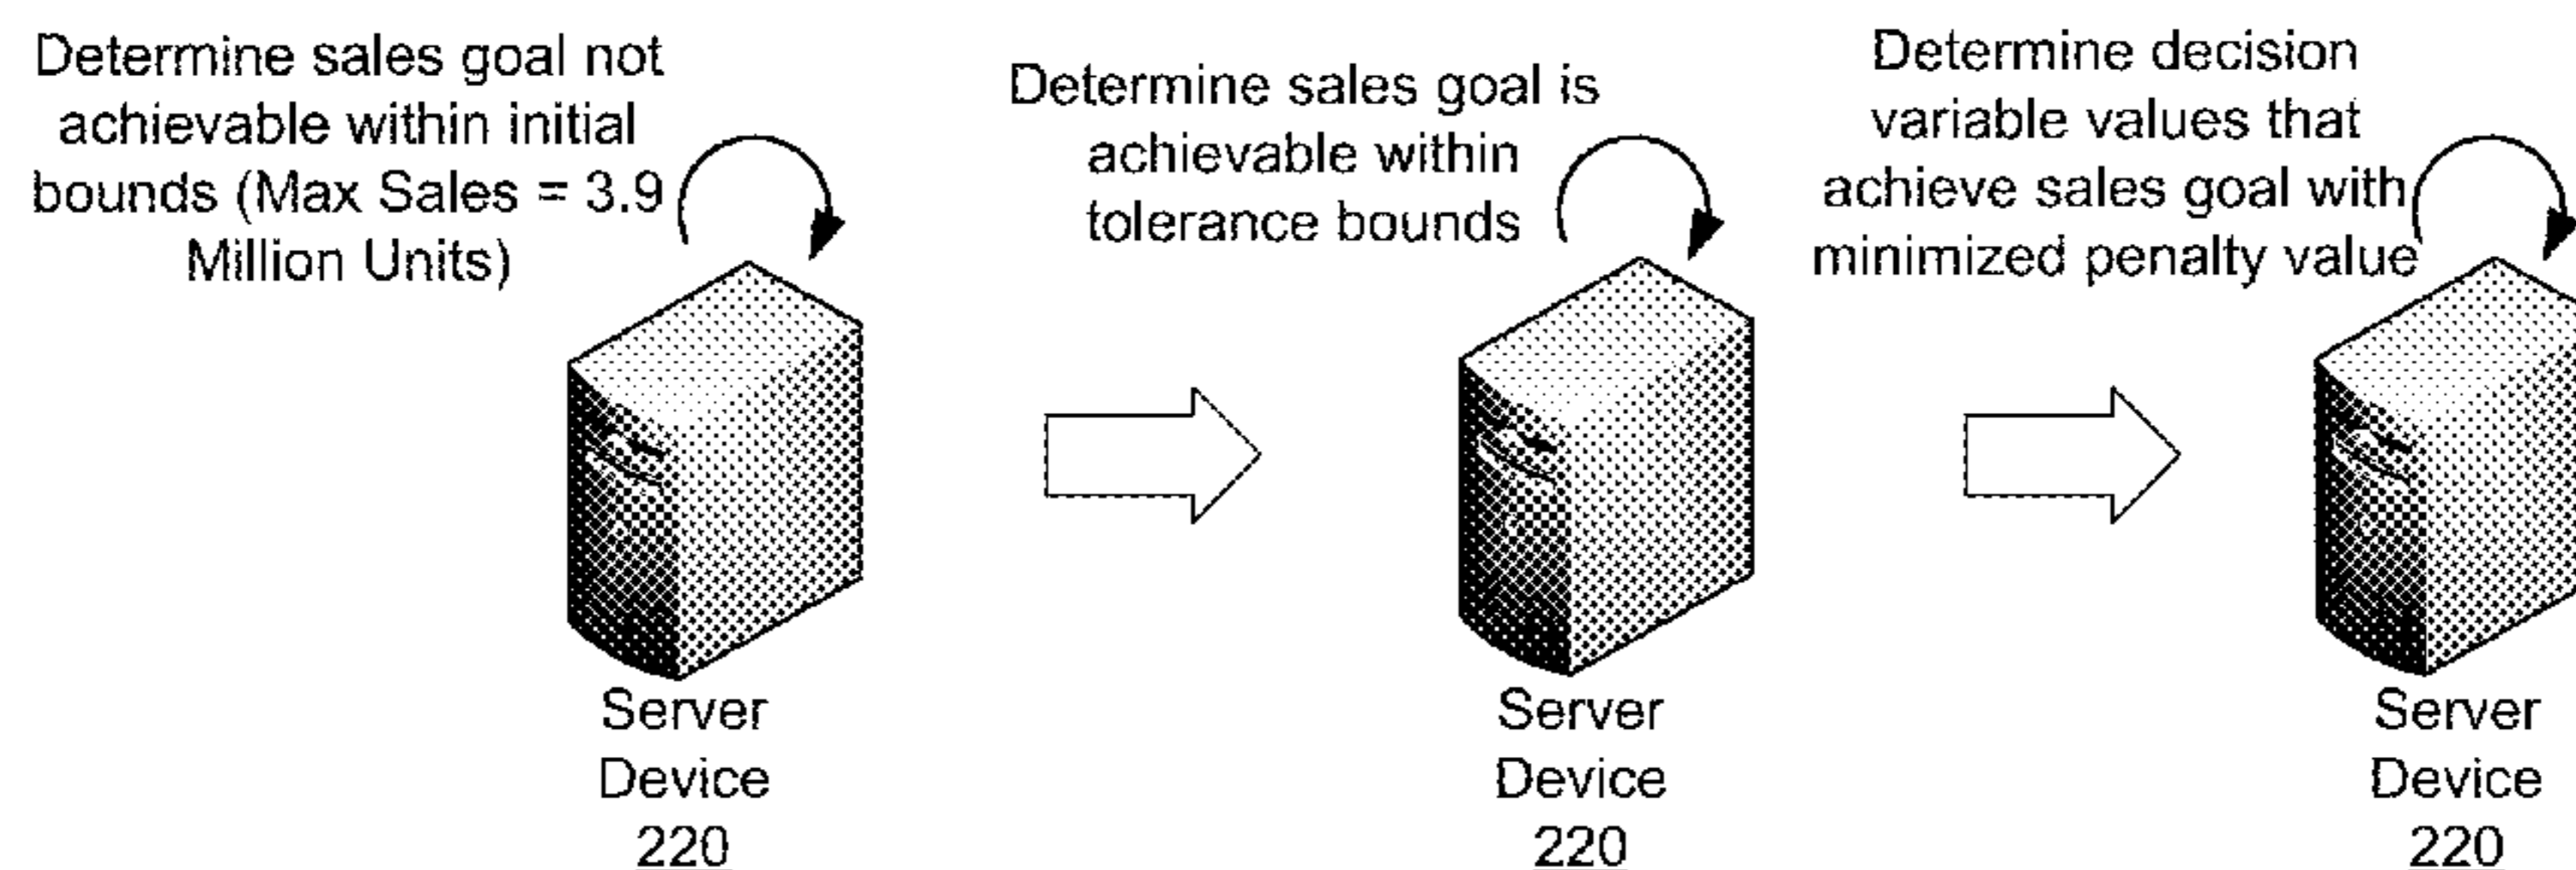 Determine sales goal not
achievable within initial
bounds (Max Sales = 3.9
Million Units)
Determine sales goal is
achievable within
tolerance bounds
Determine decision
variable values that
achieve sales goal with
minimized penalty value
Server
Device
220
Server
Device
220
Server
Device
220